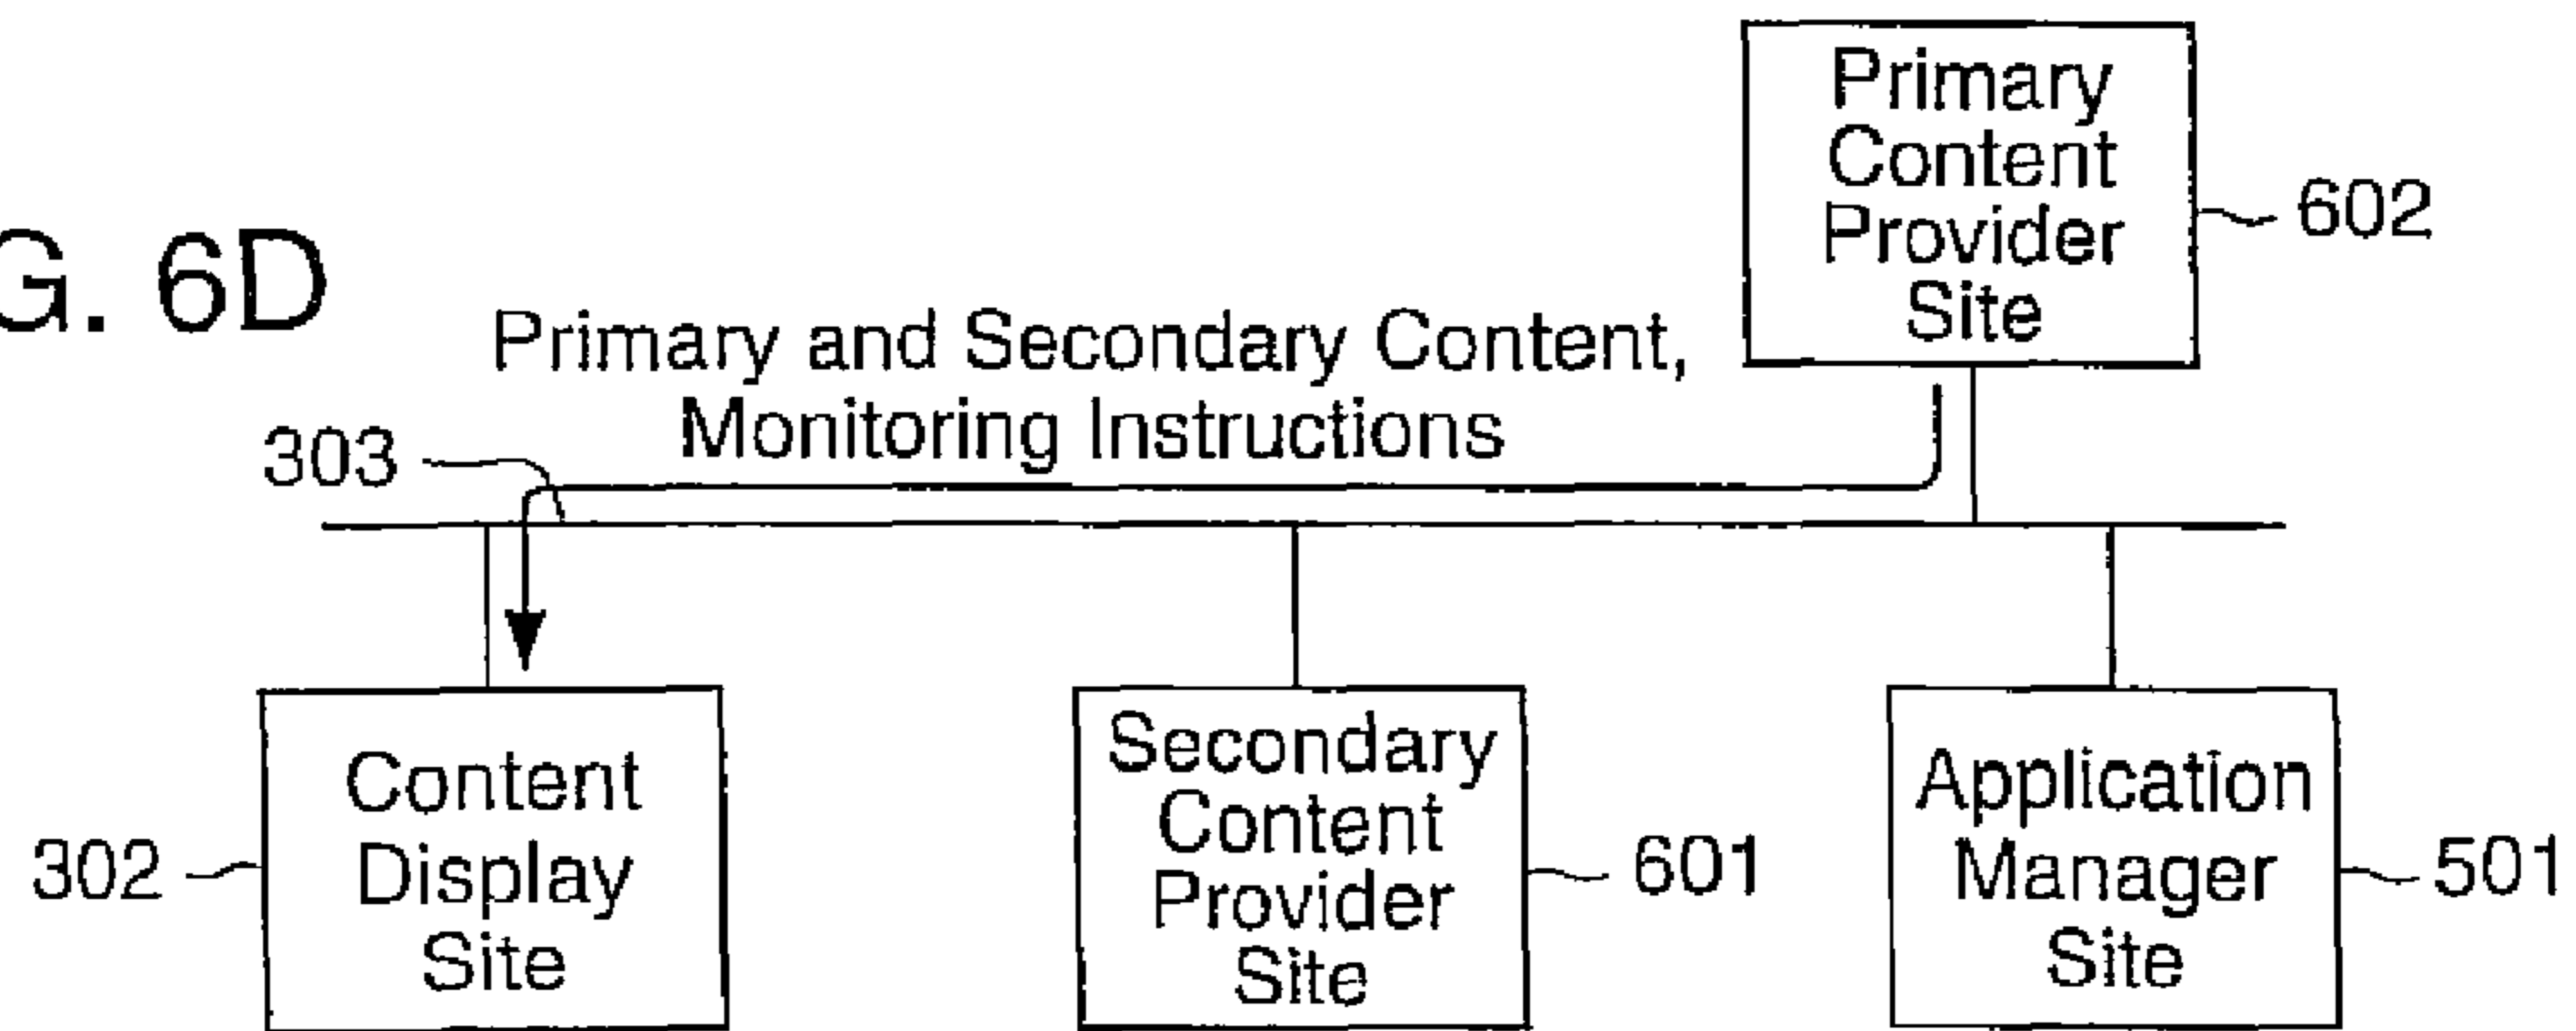 G. 6D
Primary
Content
Provider
Site
602
Primary and Secondary Content,
Monitoring Instructions
303
Content
Display
Site
302
Secondary
Content
Provider
Site
601
Application
Manager
Site
501